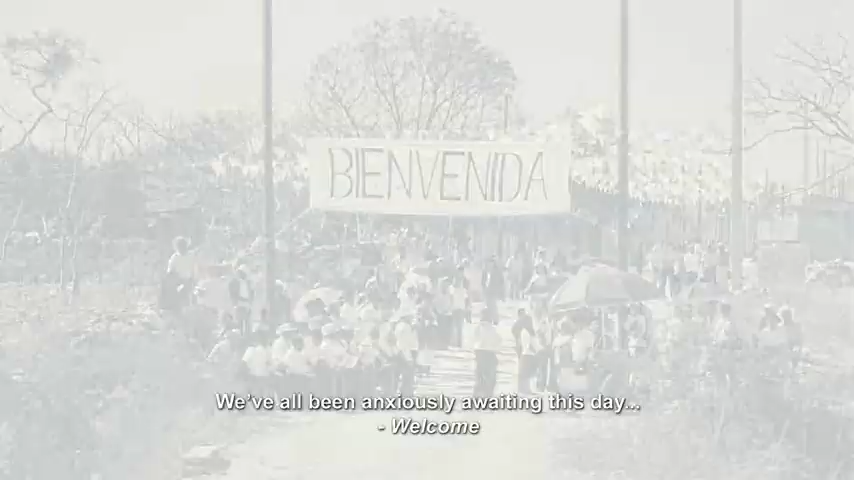 BIENVENIDA
We've all been anxiously awaiting this day...
- Welcome